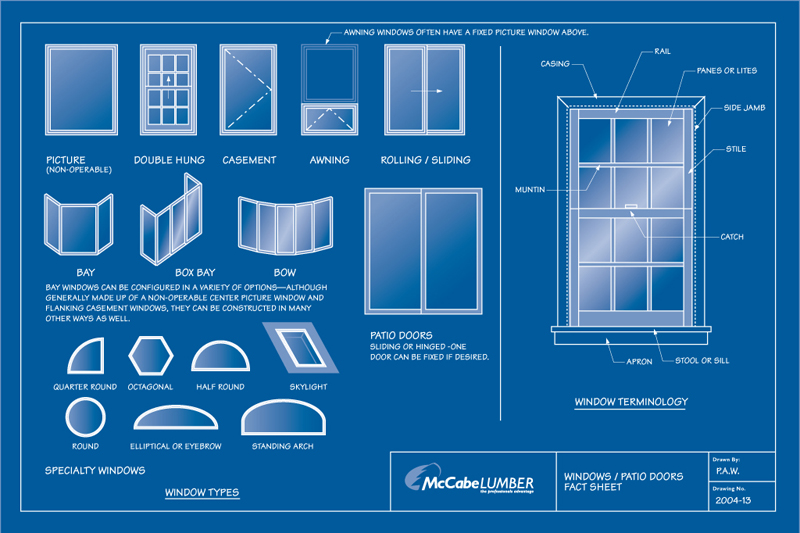 AWNING WINDOWS OFTEN HAVE A FIXED PICTURE WINDOW ABOVE.
PICTURE
(NON-OPERABLE)
DOUBLE HUNG
CASEMENT
AWNING
ROLLING / SLIDING
BAY
BOX BAY
BOW
BAY WINDOWS CAN BE CONFIGURED IN A VARIETY OF OPTIONS—ALTHOUGH
GENERALLY MADE UP OF A NON-OPERABLE CENTER PICTURE WINDOW AND
FLANKING CASEMENT WINDOWS, THEY CAN BE CONSTRUCTED IN MANY
OTHER WAYS AS WELL.
PATIO DOORS
SLIDING OR HINGED -ONE
DOOR CAN BE FIXED IF DESIRED.
QUARTER ROUND
OCTAGONAL
HALF ROUND
SKYLIGHT
ROUND
ELLIPTICAL OR EYEBROW
STANDING ARCH
SPECIALTY WINDOWS
WINDOW TYPES
RAIL
CASING
PANES OR LITES
SIDE JAMB
STILE
MUNTIN
CATCH
APRON
STOOL OR SILL
WINDOW TERMINOLOGY
McCabe LUMBER
the professionals advantage
WINDOWS / PATIO DOORS
FACT SHEET
Drawn By:
P.A.W.
Drawing No.
2004-13